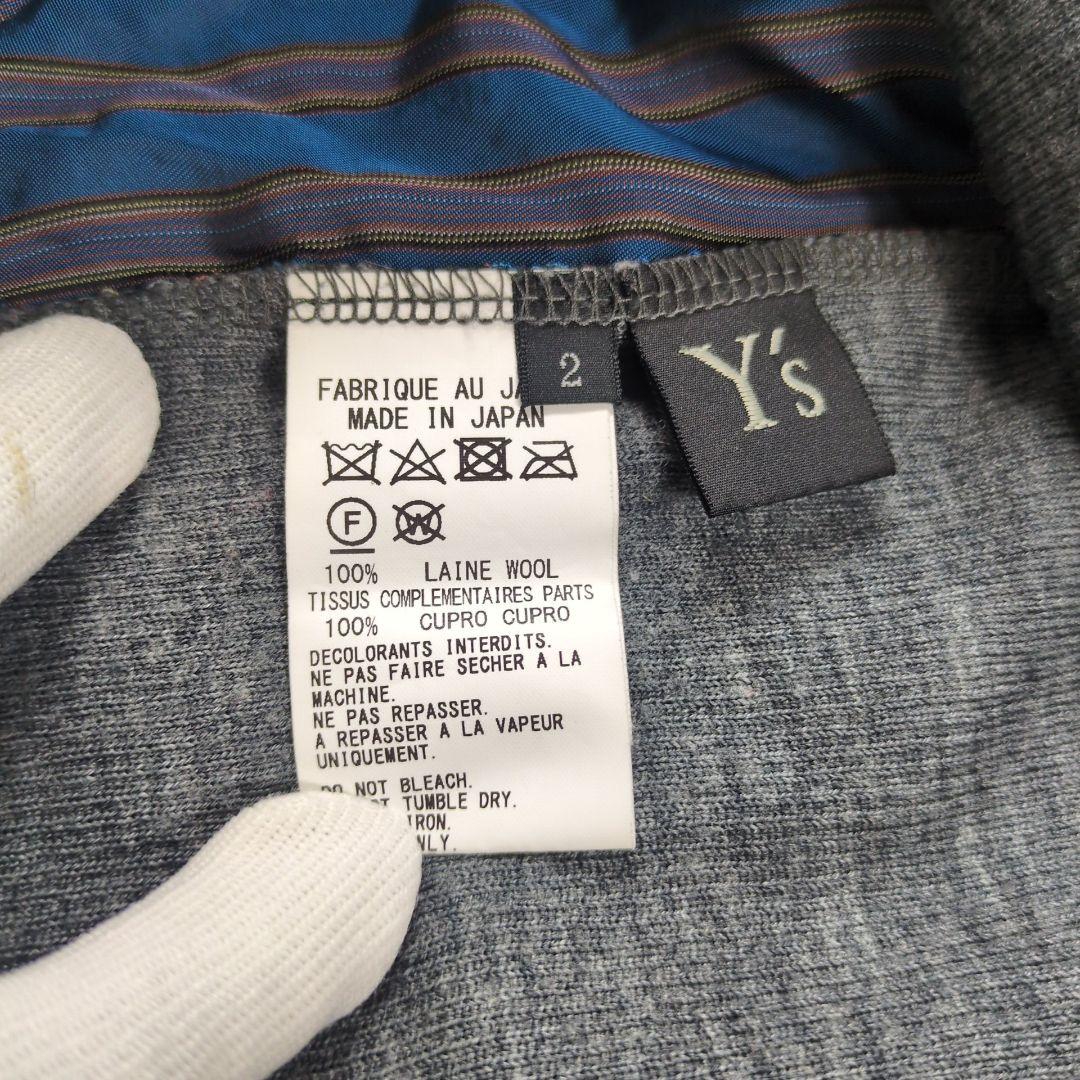 FABRIQUE AU
MADE IN JAPAN
2
Y's
F
W
100% LAINE WOOL
TISSUS COMPLEMENTAIRES PARTS
100% CUPRO CUPRO
DECOLORANTS INTERDITS.
NE PAS FAIRE SECHER A LA
MACHINE.
NE PAS REPASSER.
A REPASSER A LA VAPEUR
UNIQUEMENT.
NOT BLEACH.
TUMBLE DRY.
IRON.